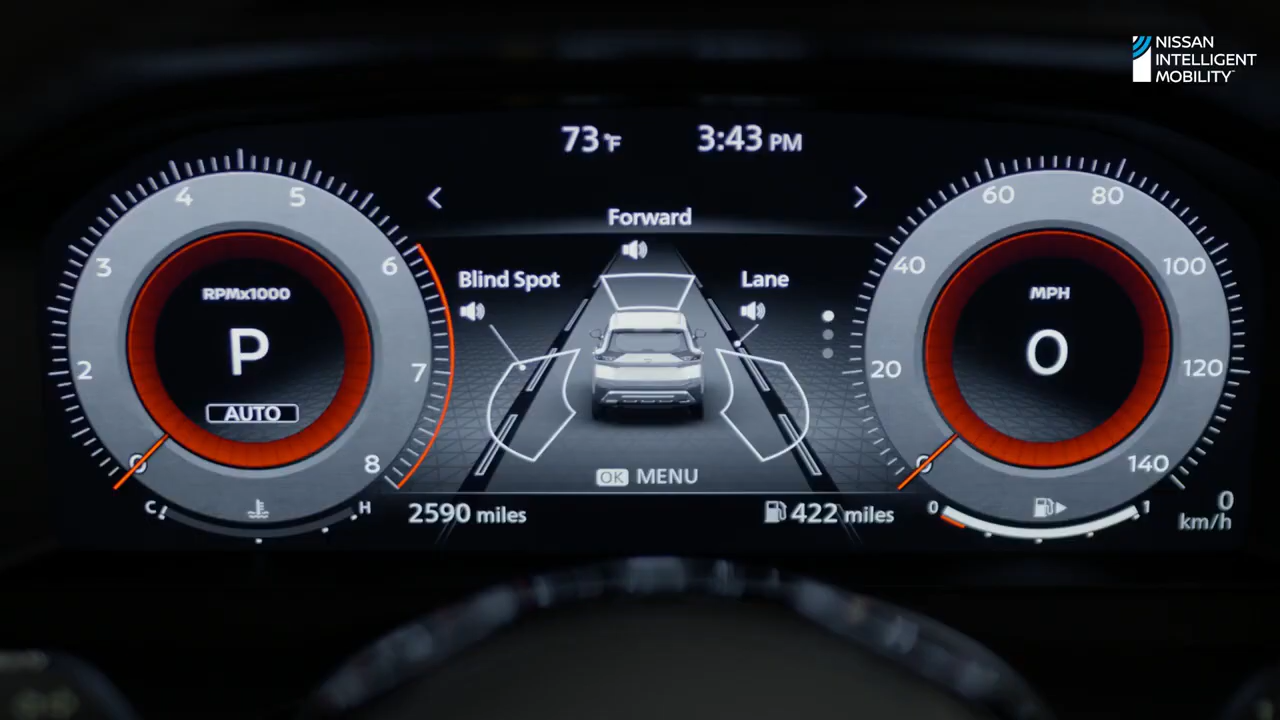 NISSAN
INTELLIGENT
MOBILITY
73°F 3:43 PM
Forward
Blind Spot
Lane
4 5
3 6
2 7
0 8
RPMx1000
P
AUTO
60 80
40 100
20 120
0 140
MPH
0
OK MENU
C H
2590 miles
422 miles
0 1
0
km/h